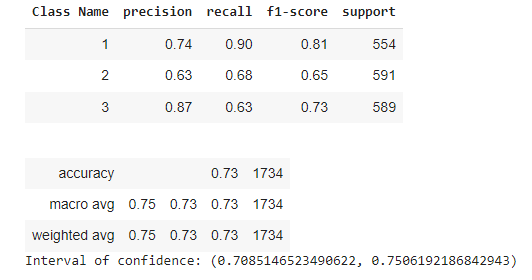 Class Name precision recall f1-score support
1 0.74 0.90 0.81 554
2 0.63 0.68 0.65 591
3 0.87 0.63 0.73 589
accuracy 0.73 1734
macro avg 0.75 0.73 0.73 1734
weighted avg 0.75 0.73 0.73 1734
Interval of confidence: (0.7085146523490622, 0.7506192186842943)